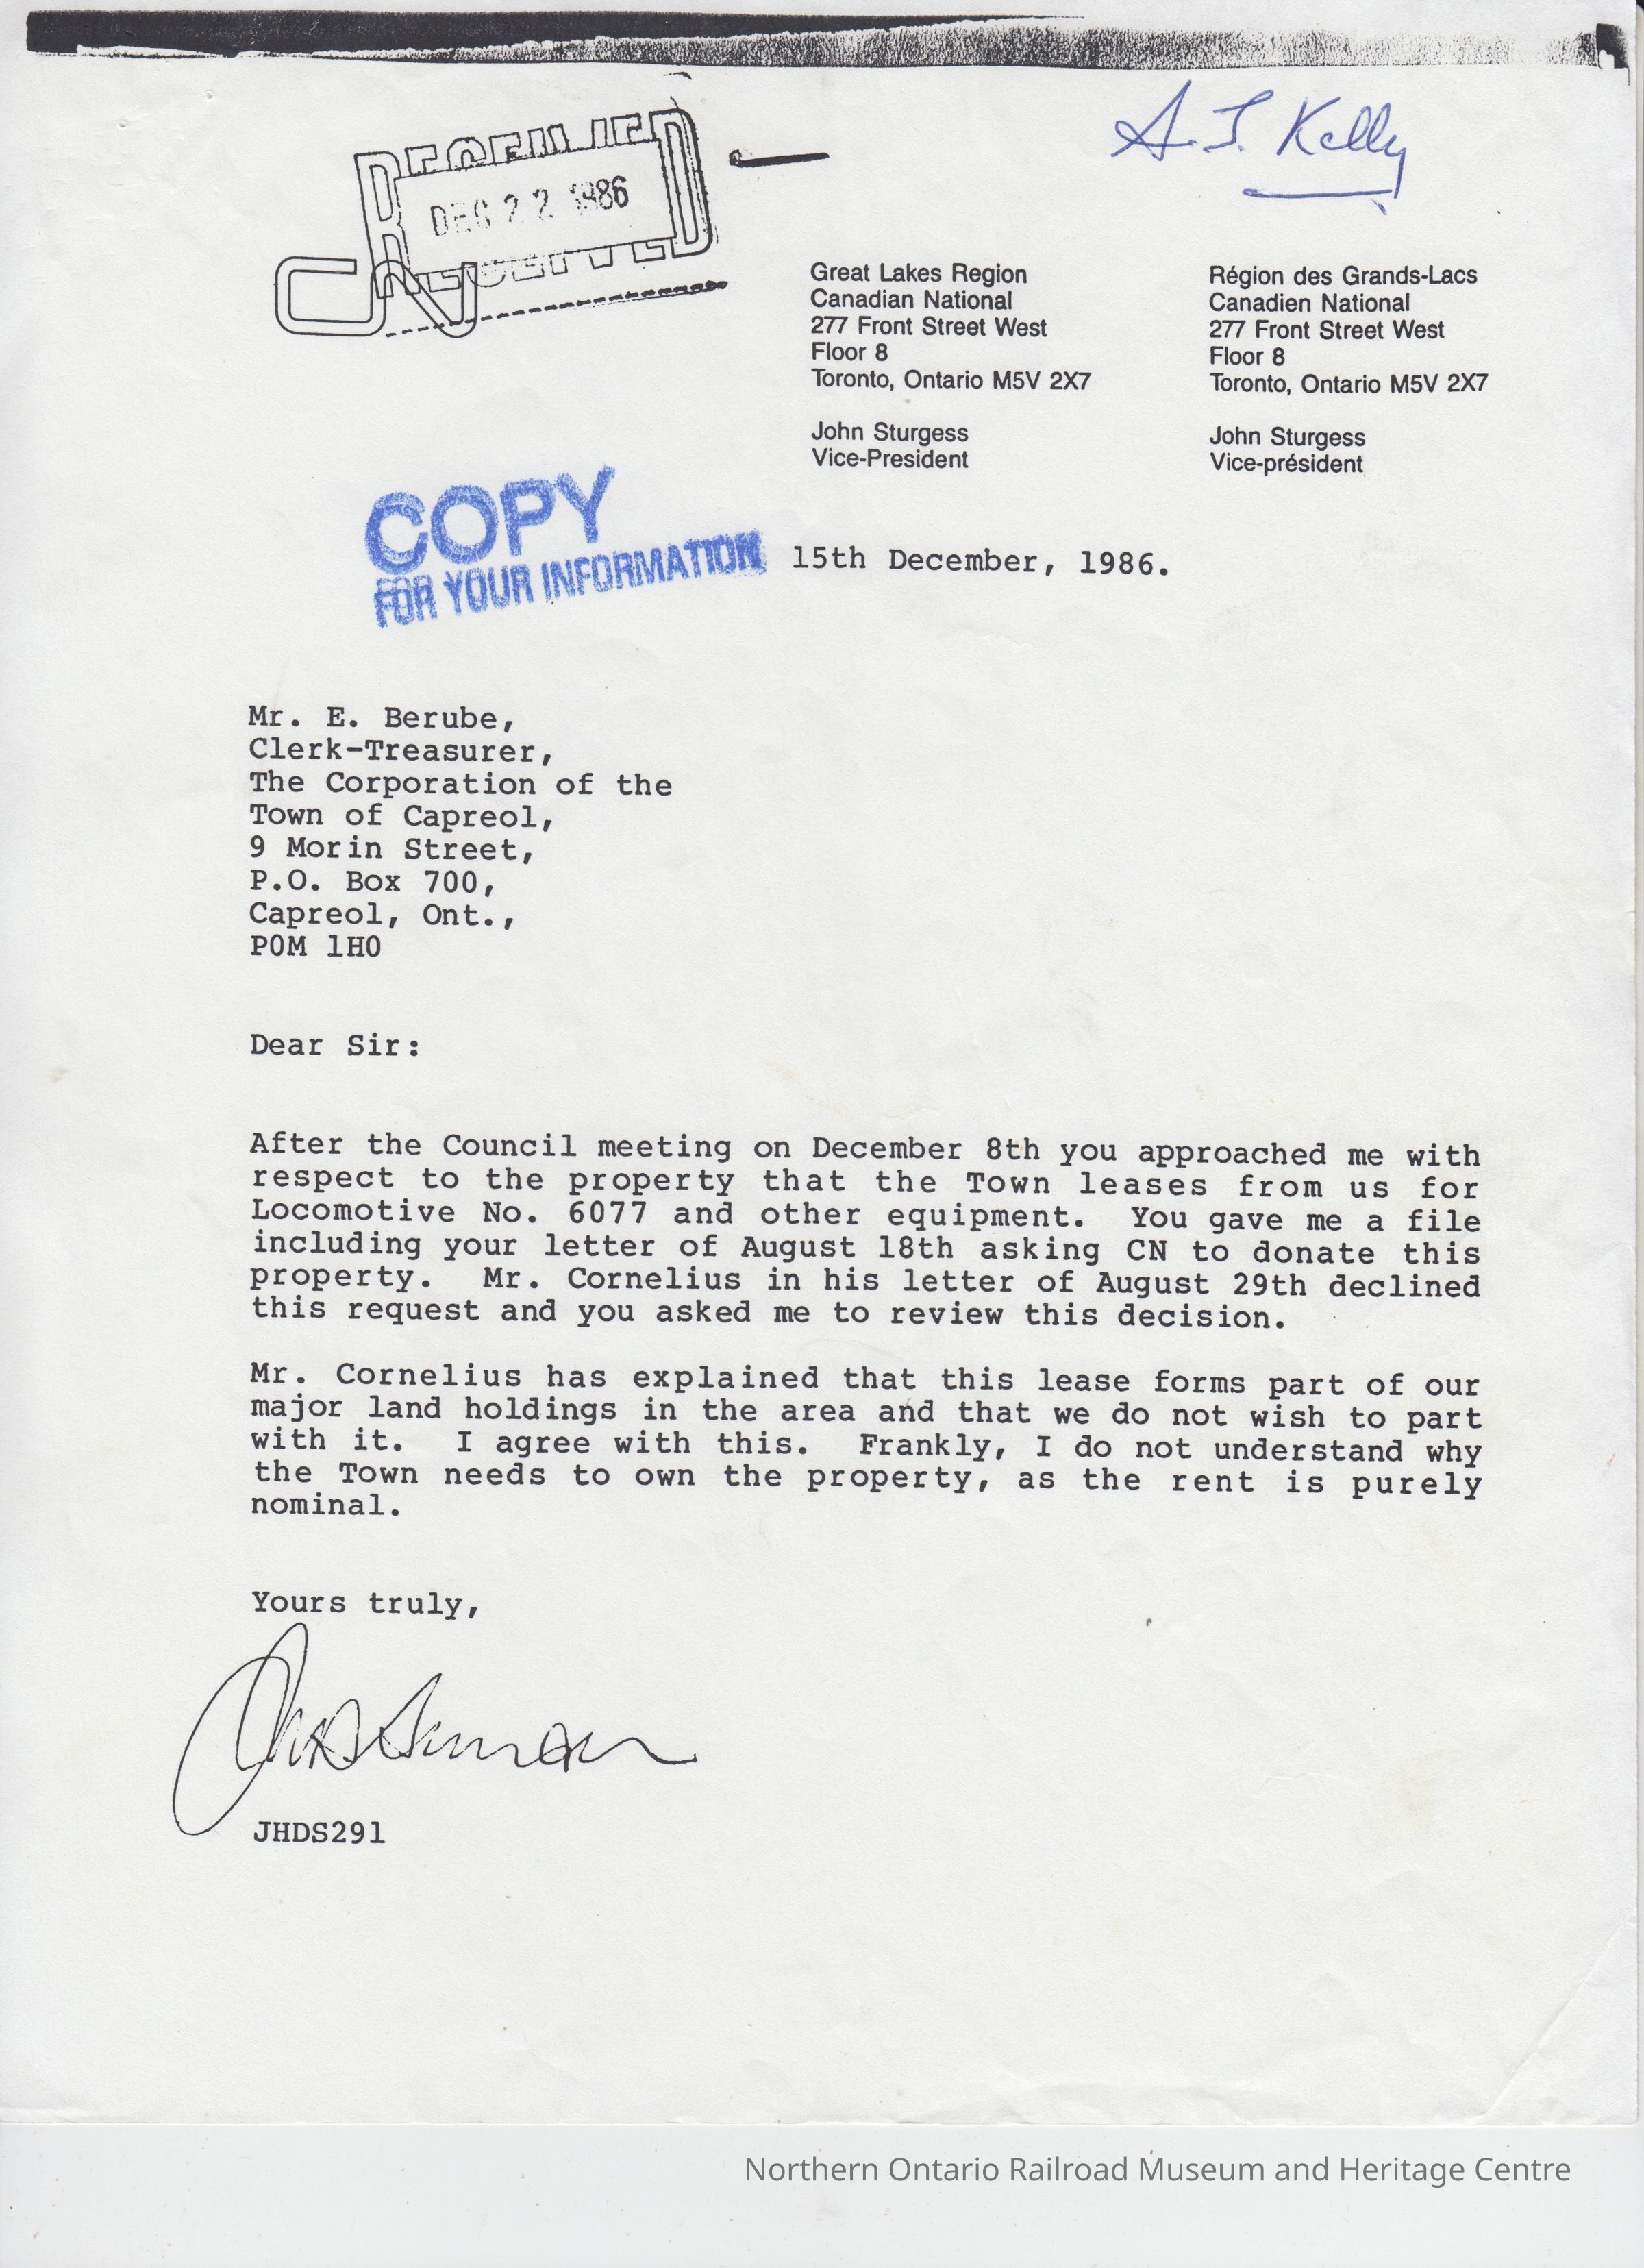 A. J. Kelly
RECEIVED
DEC 22 1986
RECEIVED
CN
Great Lakes Region
Canadian National
277 Front Street West
Floor 8
Toronto, Ontario M5V 2X7
John Sturgess
Vice-President
Région des Grands-Lacs
Canadien National
277 Front Street West
Floor 8
Toronto, Ontario M5V 2X7
John Sturgess
Vice-président
COPY
FOR YOUR INFORMATION
15th December, 1986.
Mr. E. Berube,
Clerk-Treasurer,
The Corporation of the
Town of Capreol,
9 Morin Street,
P.O. Box 700,
Capreol, Ont.,
P0M 1H0
Dear Sir:
After the Council meeting on December 8th you approached me with
respect to the property that the Town leases from us for
Locomotive No. 6077 and other equipment. You gave me a file
including your letter of August 18th asking CN to donate this
property. Mr. Cornelius in his letter of August 29th declined
this request and you asked me to review this decision.
Mr. Cornelius has explained that this lease forms part of our
major land holdings in the area and that we do not wish to part
with it. I agree with this. Frankly, I do not understand why
the Town needs to own the property, as the rent is purely
nominal.
Yours truly,
JHDS291
Northern Ontario Railroad Museum and Heritage Centre